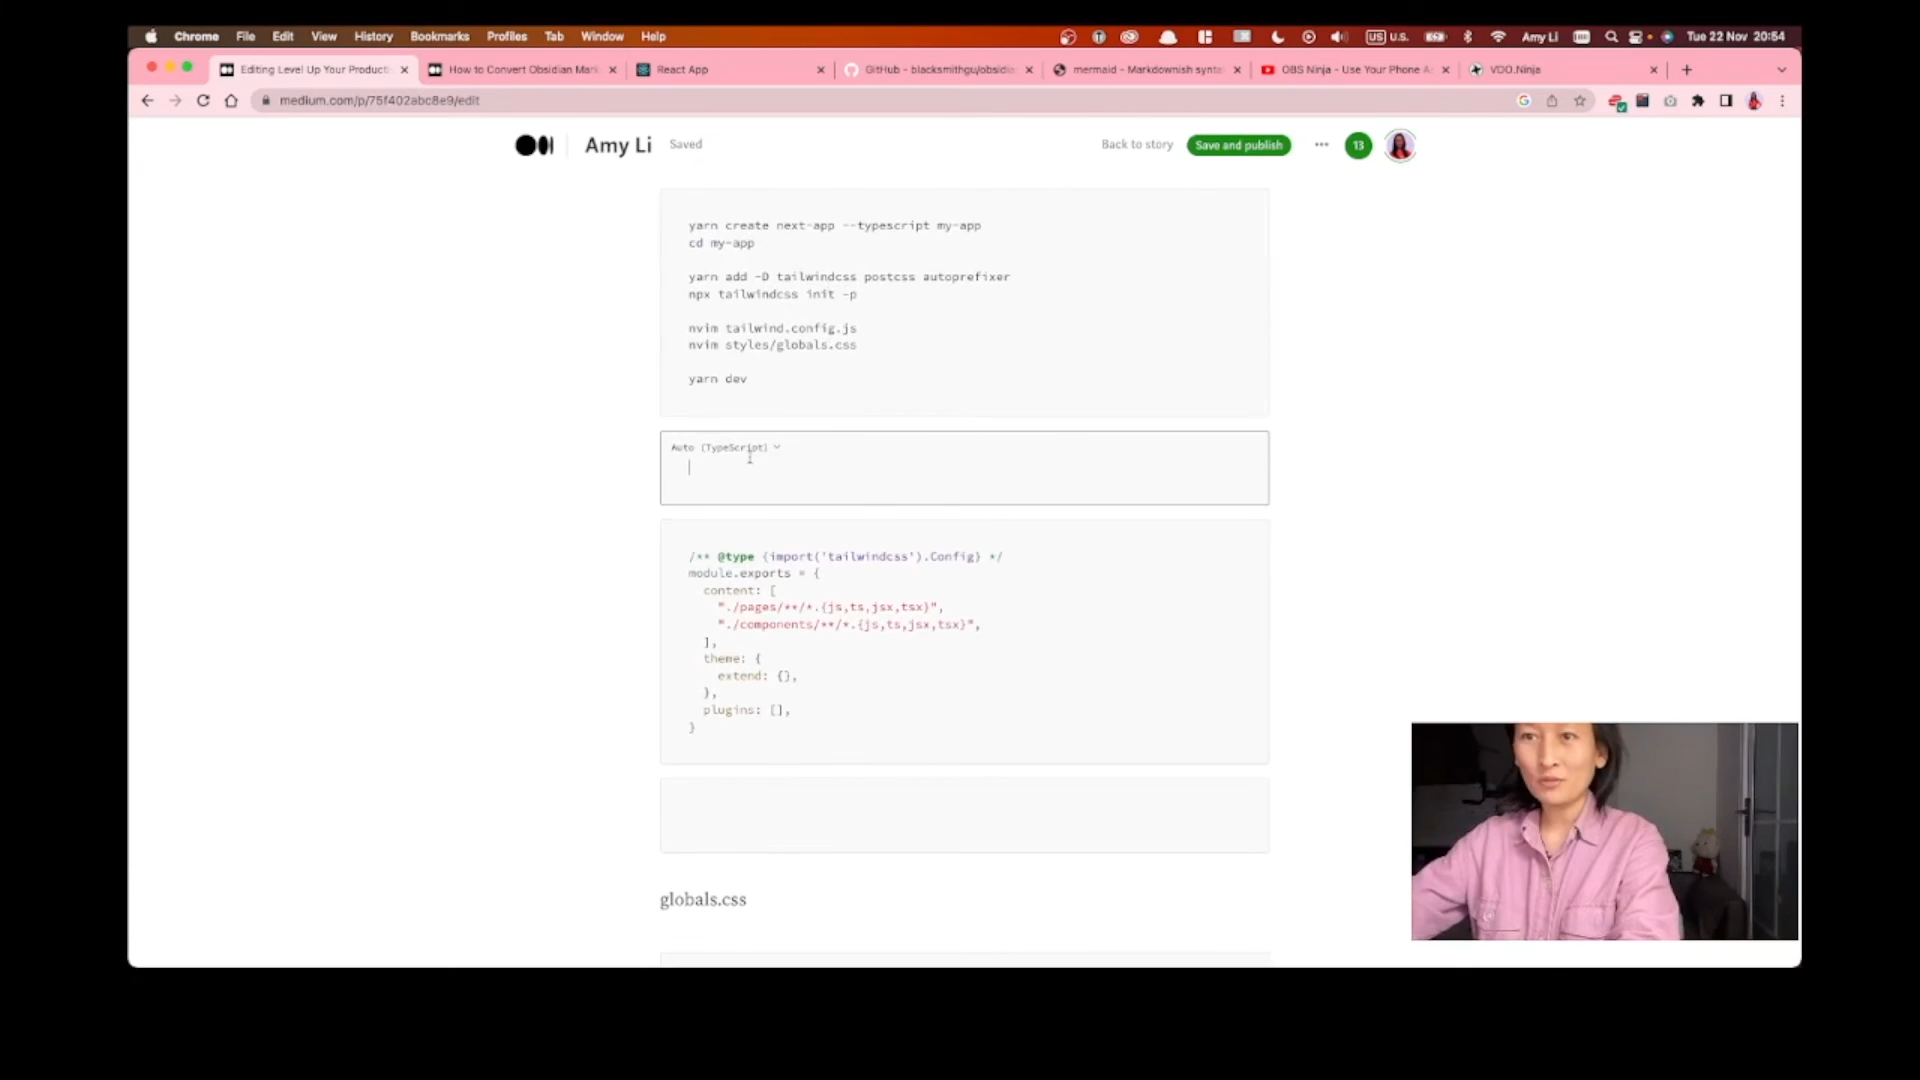 Chrome File Edit View History Bookmarks Profiles Tab Window Help US U.S. Amy Li Tue 22 Nov 20:54
Editing Level Up Your Producti How to Convert Obsidian Mark React App GitHub - blacksmithgu/obsidia mermaid - Markdownish synta OBS Ninja - Use Your Phone A VDO.Ninja
medium.com/p/75f402abc8e9/edit
Amy Li Saved Back to story Save and publish 13
yarn create next-app --typescript my-app
cd my-app
yarn add -D tailwindcss postcss autoprefixer
npx tailwindcss init -p
nvim tailwind.config.js
nvim styles/globals.css
yarn dev
Auto (TypeScript)
/** @type {import('tailwindcss').Config} */
module.exports = {
content: [
"./pages/**/*.{js,ts,jsx,tsx}",
"./components/**/*.{js,ts,jsx,tsx}",
],
theme: {
extend: {},
},
plugins: [],
}
globals.css